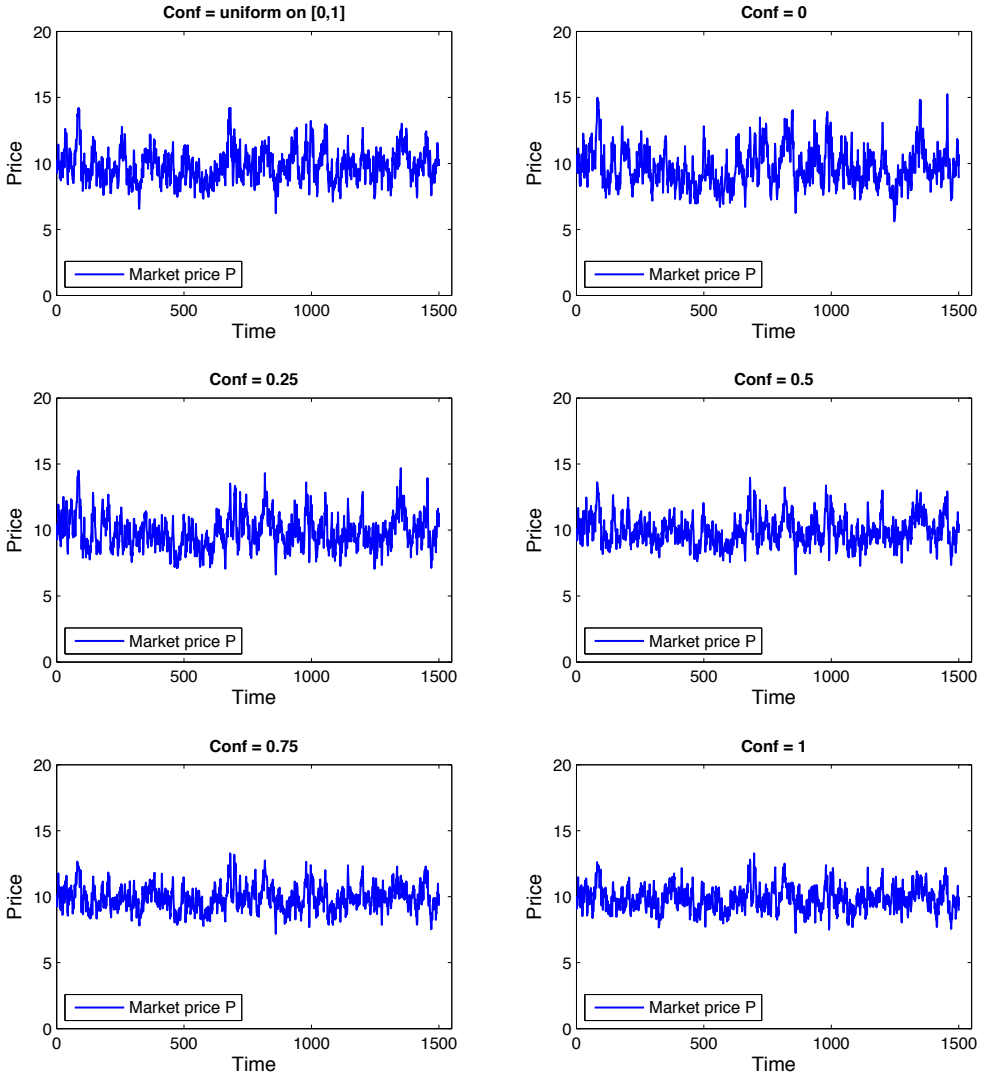 Conf = uniform on [0,1]
20
15
10
5
0
Price
Market price P
0 500 1000 1500
Time
Conf = 0
20
15
10
5
0
Price
Market price P
0 500 1000 1500
Time
Conf = 0.25
20
15
10
5
0
Price
Market price P
0 500 1000 1500
Time
Conf = 0.5
20
15
10
5
0
Price
Market price P
0 500 1000 1500
Time
Conf = 0.75
20
15
10
5
0
Price
Market price P
0 500 1000 1500
Time
Conf = 1
20
15
10
5
0
Price
Market price P
0 500 1000 1500
Time